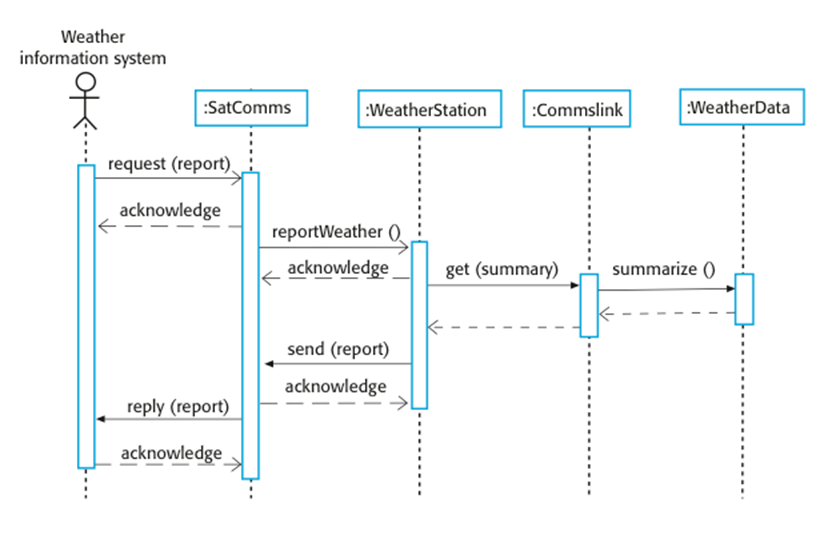 Weather
information system
:SatComms
:WeatherStation
:Commslink
:WeatherData
request (report)
acknowledge
reportWeather ()
acknowledge
get (summary)
summarize ()
send (report)
acknowledge
reply (report)
acknowledge